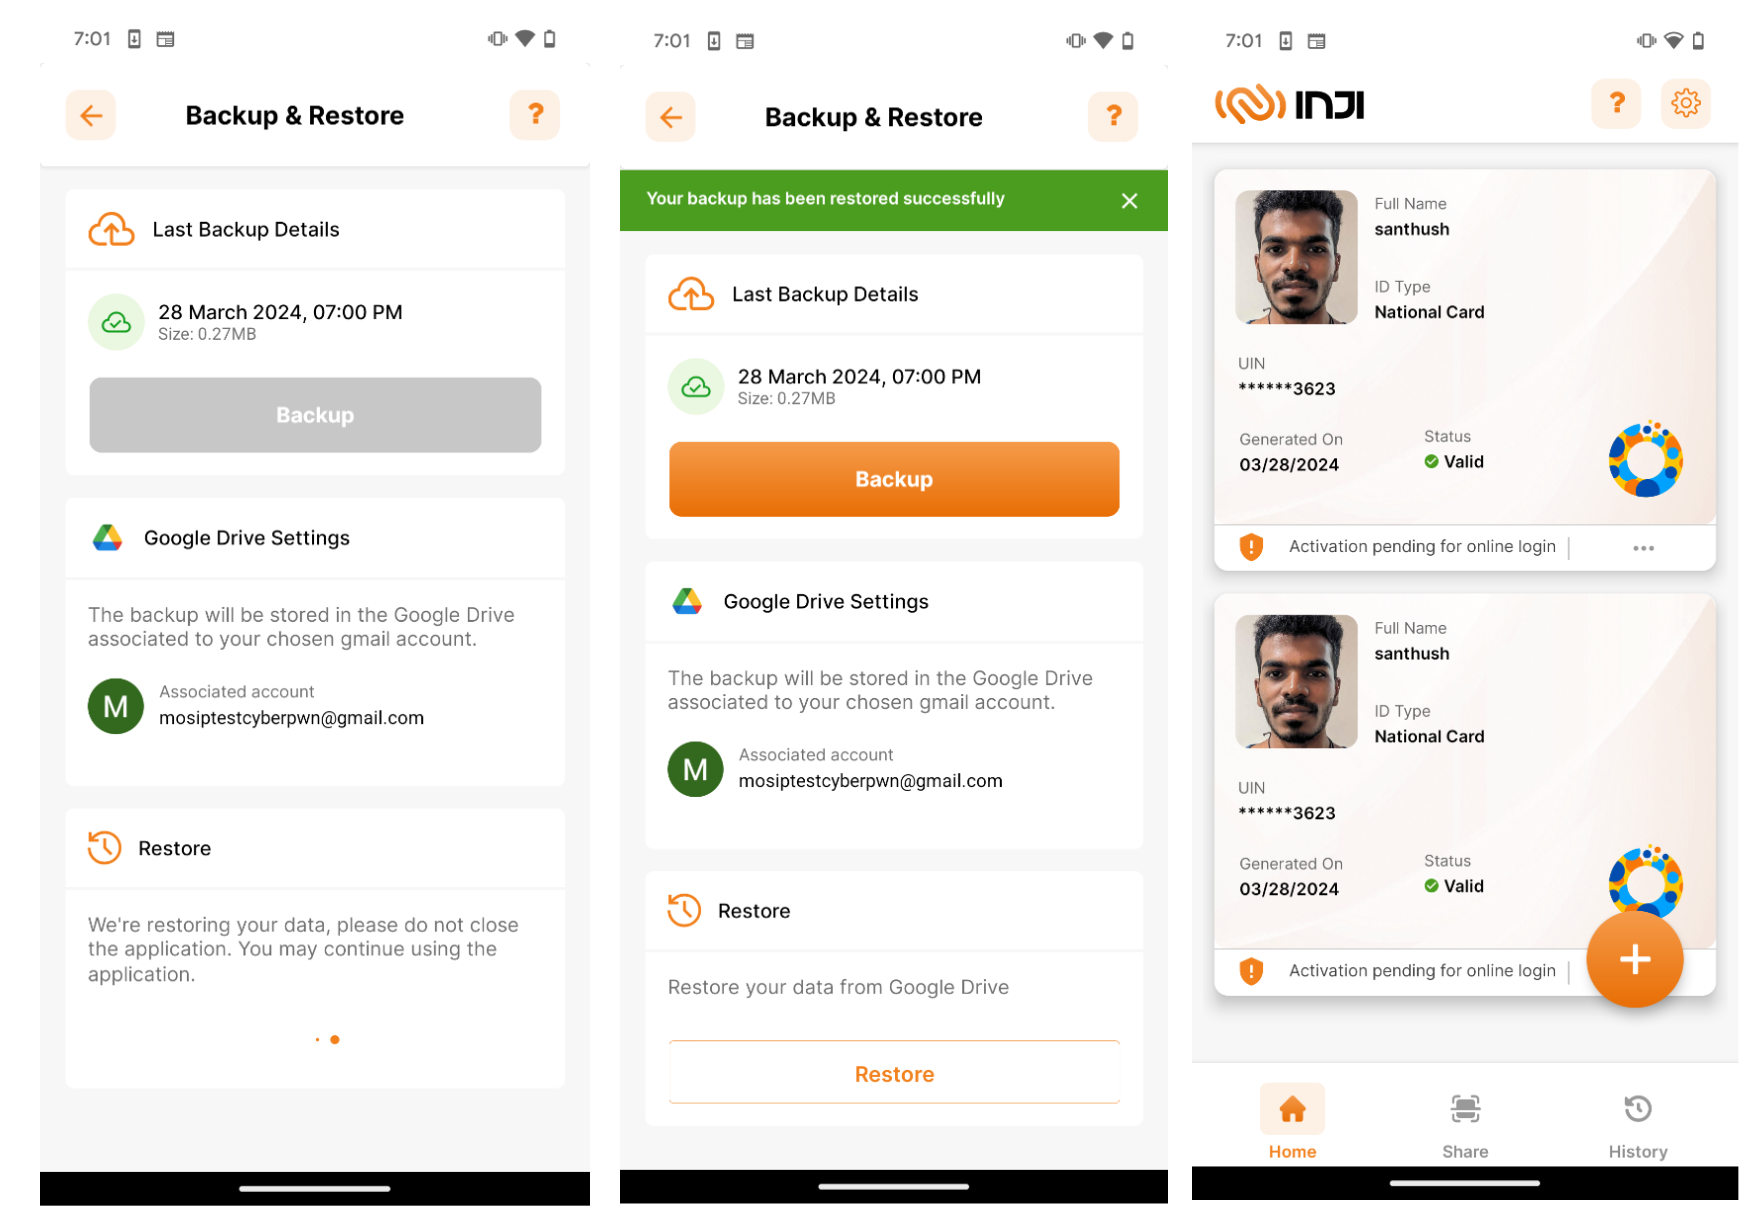 7:01
Backup & Restore
?
Last Backup Details
28 March 2024, 07:00 PM
Size: 0.27MB
Backup
Google Drive Settings
The backup will be stored in the Google Drive
associated to your chosen gmail account.
M
Associated account
mosiptestcyberpwn@gmail.com
Restore
We're restoring your data, please do not close
the application. You may continue using the
application.
7:01
Backup & Restore
?
Your backup has been restored successfully
Last Backup Details
28 March 2024, 07:00 PM
Size: 0.27MB
Backup
Google Drive Settings
The backup will be stored in the Google Drive
associated to your chosen gmail account.
M
Associated account
mosiptestcyberpwn@gmail.com
Restore
Restore your data from Google Drive
Restore
7:01
INJI
?
Full Name
santhush
ID Type
National Card
UIN
******3623
Generated On
Status
03/28/2024
Valid
Activation pending for online login
Full Name
santhush
ID Type
National Card
UIN
******3623
Generated On
Status
03/28/2024
Valid
Activation pending for online login
+
Home
Share
History